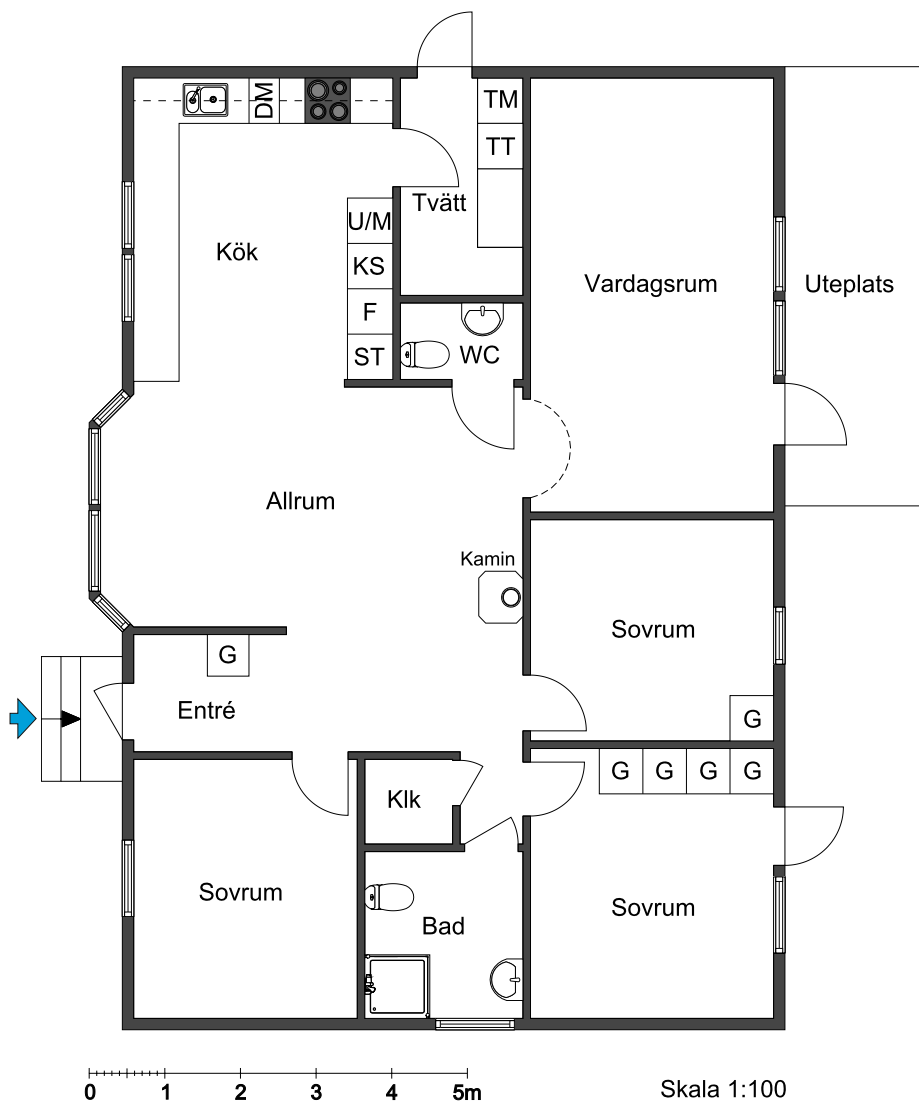 DM
TM
TT
Tvätt
U/M
Kök
KS
Vardagsrum
Uteplats
F
ST
WC
Allrum
Kamin
Sovrum
G
Entré
G
G
G
G
G
Klk
Sovrum
Sovrum
Bad
0 1 2 3 4 5m
Skala 1:100